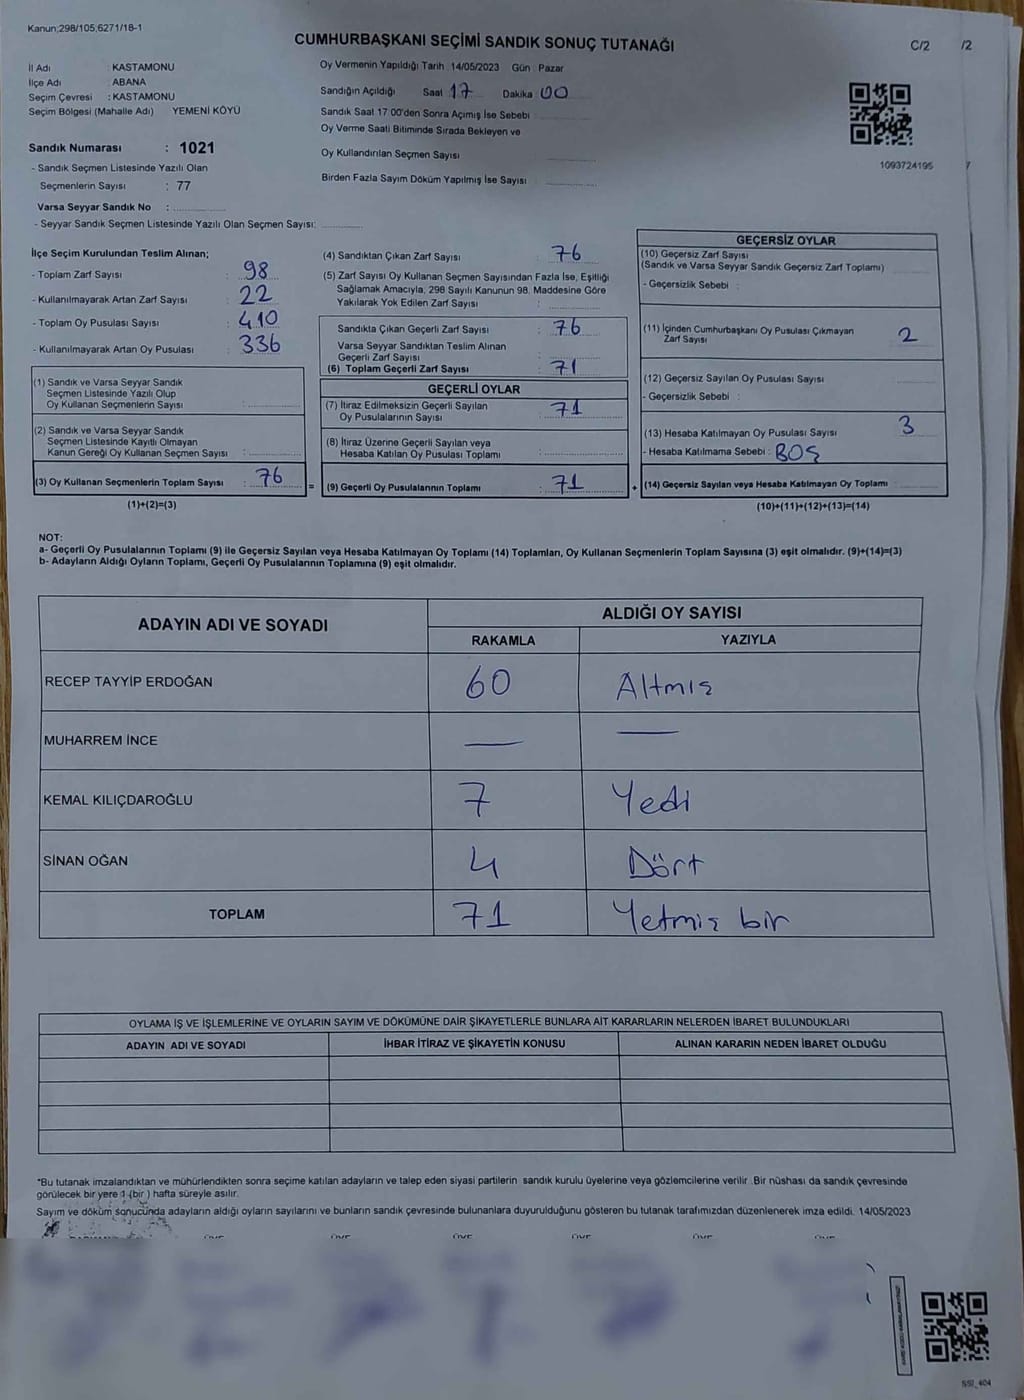 Kanun;298/105;6271/18-1
CUMHURBAŞKANI SEÇİMİ SANDIK SONUÇ TUTANAĞI
C/2
/2
İl Adı : KASTAMONU
İlçe Adı : ABANA
Seçim Çevresi : KASTAMONU
Seçim Bölgesi (Mahalle Adı) YEMENİ KÖYÜ
Sandık Numarası : 1021
- Sandık Seçmen Listesinde Yazılı Olan
Seçmenlerin Sayısı : 77
Varsa Seyyar Sandık No :
- Seyyar Sandık Seçmen Listesinde Yazılı Olan Seçmen Sayısı:
Oy Vermenin Yapıldığı Tarih 14/05/2023 Gün : Pazar
Sandığın Açıldığı Saat 17 Dakika 00
Sandık Saat 17:00'den Sonra Açımış İse Sebebi :
Oy Verme Saati Bitiminde Sırada Bekleyen ve
Oy Kullandırılan Seçmen Sayısı
Birden Fazla Sayım Döküm Yapılmış İse Sayısı :
1093724195
7
İlçe Seçim Kurulundan Teslim Alınan;
- Toplam Zarf Sayısı : 98
- Kullanılmayarak Artan Zarf Sayısı : 22
- Toplam Oy Pusulası Sayısı : 410
- Kullanılmayarak Artan Oy Pusulası : 336
(1) Sandık ve Varsa Seyyar Sandık
Seçmen Listesinde Yazılı Olup
Oy Kullanan Seçmenlerin Sayısı :
(2) Sandık ve Varsa Seyyar Sandık
Seçmen Listesinde Kayıtlı Olmayan
Kanun Gereği Oy Kullanan Seçmen Sayısı :
(3) Oy Kullanan Seçmenlerin Toplam Sayısı : 76
(1)+(2)=(3)
=
(4) Sandıktan Çıkan Zarf Sayısı : 76
(5) Zarf Sayısı Oy Kullanan Seçmen Sayısından Fazla İse, Eşitliği
Sağlamak Amacıyla, 298 Sayılı Kanunun 98. Maddesine Göre
Yakılarak Yok Edilen Zarf Sayısı :
Sandıkta Çıkan Geçerli Zarf Sayısı : 76
Varsa Seyyar Sandıktan Teslim Alınan
Geçerli Zarf Sayısı :
(6) Toplam Geçerli Zarf Sayısı : 71
GEÇERLİ OYLAR
(7) İtiraz Edilmeksizin Geçerli Sayılan : 71
Oy Pusulalarının Sayısı
(8) İtiraz Üzerine Geçerli Sayılan veya
Hesaba Katılan Oy Pusulası Toplamı :
(9) Geçerli Oy Pusulalarının Toplamı : 71
+
GEÇERSİZ OYLAR
(10) Geçersiz Zarf Sayısı
(Sandık ve Varsa Seyyar Sandık Geçersiz Zarf Toplamı)
- Geçersizlik Sebebi :
(11) İçinden Cumhurbaşkanı Oy Pusulası Çıkmayan 2
Zarf Sayısı
(12) Geçersiz Sayılan Oy Pusulası Sayısı
- Geçersizlik Sebebi :
(13) Hesaba Katılmayan Oy Pusulası Sayısı 3
- Hesaba Katılmama Sebebi : BOŞ
(14) Geçersiz Sayılan veya Hesaba Katılmayan Oy Toplamı :
(10)+(11)+(12)+(13)=(14)
NOT:
a- Geçerli Oy Pusulalarının Toplamı (9) ile Geçersiz Sayılan veya Hesaba Katılmayan Oy Toplamı (14) Toplamları, Oy Kullanan Seçmenlerin Toplam Sayısına (3) eşit olmalıdır. (9)+(14)=(3)
b- Adayların Aldığı Oyların Toplamı, Geçerli Oy Pusulalarının Toplamına (9) eşit olmalıdır.
ADAYIN ADI VE SOYADI ALDIĞI OY SAYISI
RAKAMLA YAZIYLA
RECEP TAYYİP ERDOĞAN 60 Altmış
MUHARREM İNCE — —
KEMAL KILIÇDAROĞLU 7 Yedi
SİNAN OĞAN 4 Dört
TOPLAM 71 Yetmiş bir
OYLAMA İŞ VE İŞLEMLERİNE VE OYLARIN SAYIM VE DÖKÜMÜNE DAİR ŞİKAYETLERLE BUNLARA AİT KARARLARIN NELERDEN İBARET BULUNDUKLARI
ADAYIN ADI VE SOYADI İHBAR İTİRAZ VE ŞİKAYETİN KONUSU ALINAN KARARIN NEDEN İBARET OLDUĞU
*Bu tutanak imzalandıktan ve mühürlendikten sonra seçime katılan adayların ve talep eden siyasi partilerin sandık kurulu üyelerine veya gözlemcilerine verilir .Bir nüshası da sandık çevresinde
görülecek bir yere 1 (bir ) hafta süreyle asılır.
Sayım ve döküm sonucunda adayların aldığı oyların sayılarını ve bunların sandık çevresinde bulunanlara duyurulduğunu gösteren bu tutanak tarafımızdan düzenlenerek imza edildi. 14/05/2023
SSİ_404